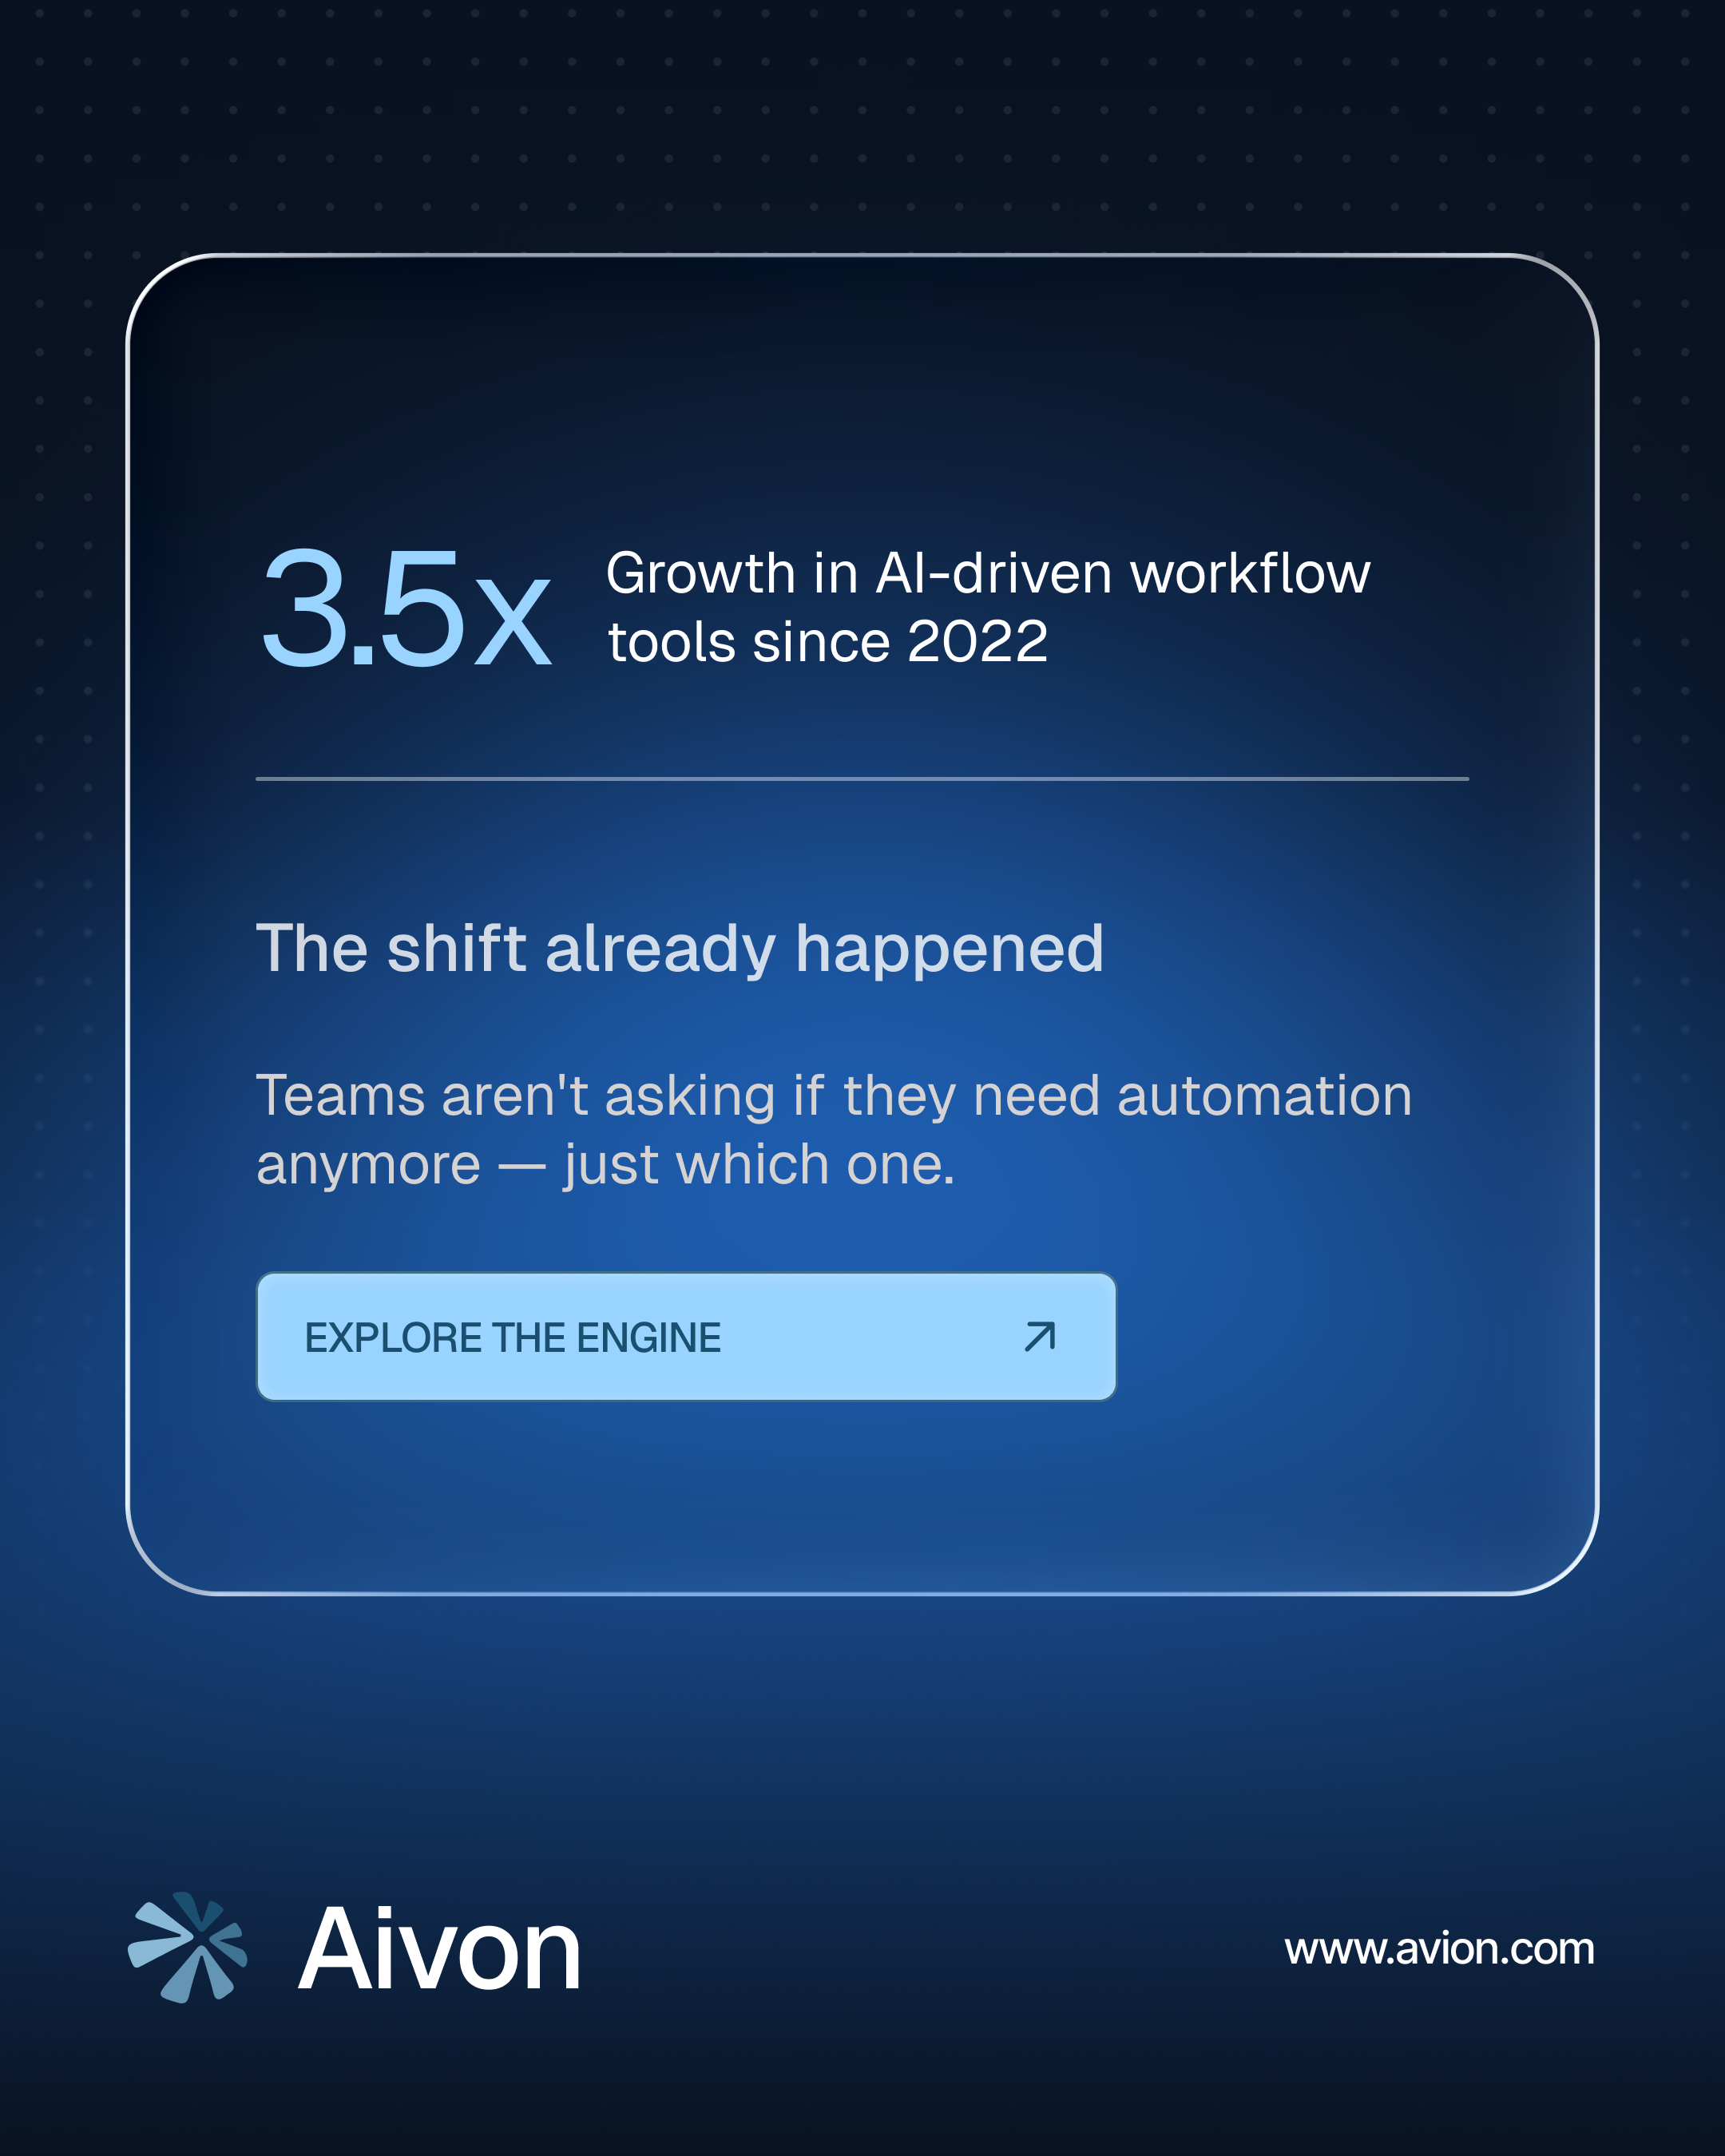 3.5x
Growth in AI-driven workflow
tools since 2022
The shift already happened
Teams aren't asking if they need automation
anymore — just which one.
EXPLORE THE ENGINE
Aivon
www.avion.com